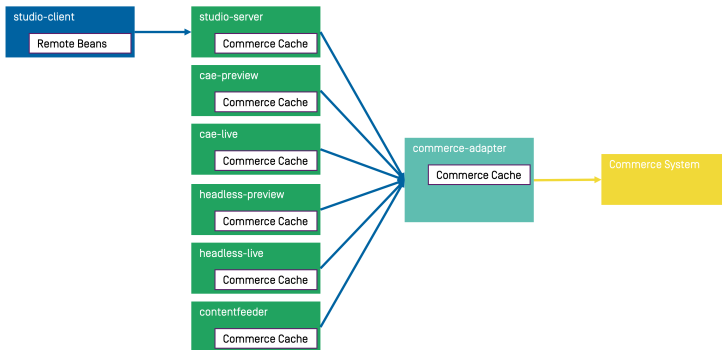 studio-client
Remote Beans
studio-server
Commerce Cache
cae-preview
Commerce Cache
cae-live
Commerce Cache
headless-preview
Commerce Cache
headless-live
Commerce Cache
contentfeeder
Commerce Cache
commerce-adapter
Commerce Cache
Commerce System